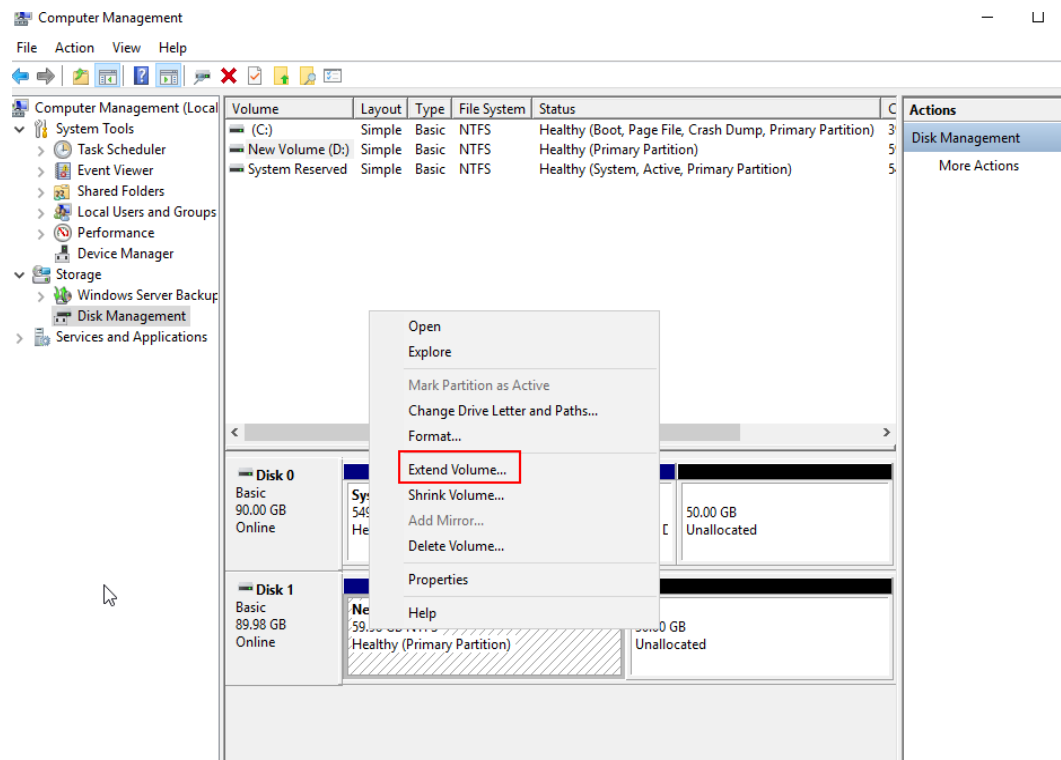 Computer Management
File Action View Help
Computer Management (Local
System Tools
Task Scheduler
Event Viewer
Shared Folders
Local Users and Groups
Performance
Device Manager
Storage
Windows Server Backup
Disk Management
Services and Applications
Volume Layout Type File System Status C
(C:) Simple Basic NTFS Healthy (Boot, Page File, Crash Dump, Primary Partition)
New Volume (D:) Simple Basic NTFS Healthy (Primary Partition)
System Reserved Simple Basic NTFS Healthy (System, Active, Primary Partition)
Actions
Disk Management
More Actions
Open
Explore
Mark Partition as Active
Change Drive Letter and Paths...
Format...
Extend Volume...
Shrink Volume...
Add Mirror...
Delete Volume...
Properties
Help
Disk 0
Basic
90.00 GB
Online
50.00 GB
Unallocated
Disk 1
Basic
89.98 GB
Online
Healthy (Primary Partition)
GB
Unallocated